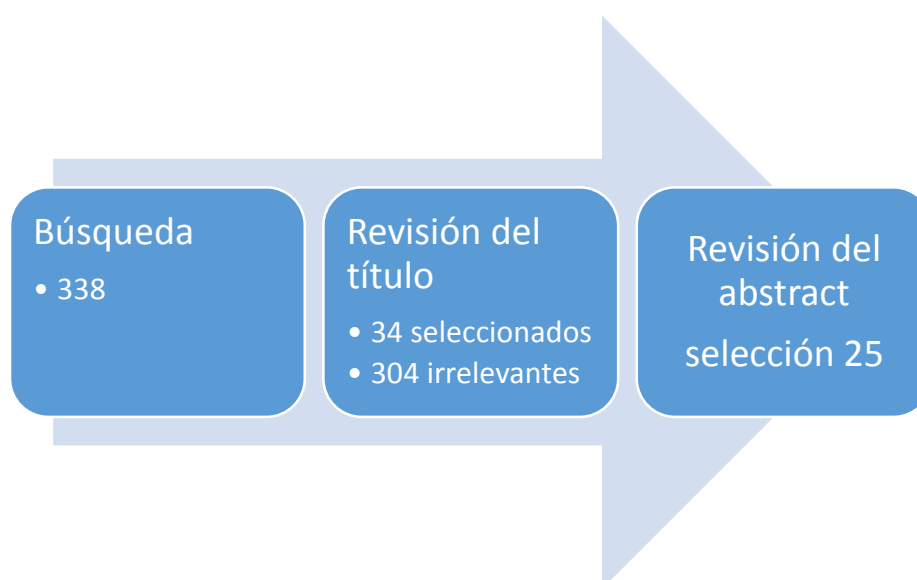 Búsqueda
• 338
Revisión del
título
• 34 seleccionados
• 304 irrelevantes
Revisión del
abstract
selección 25